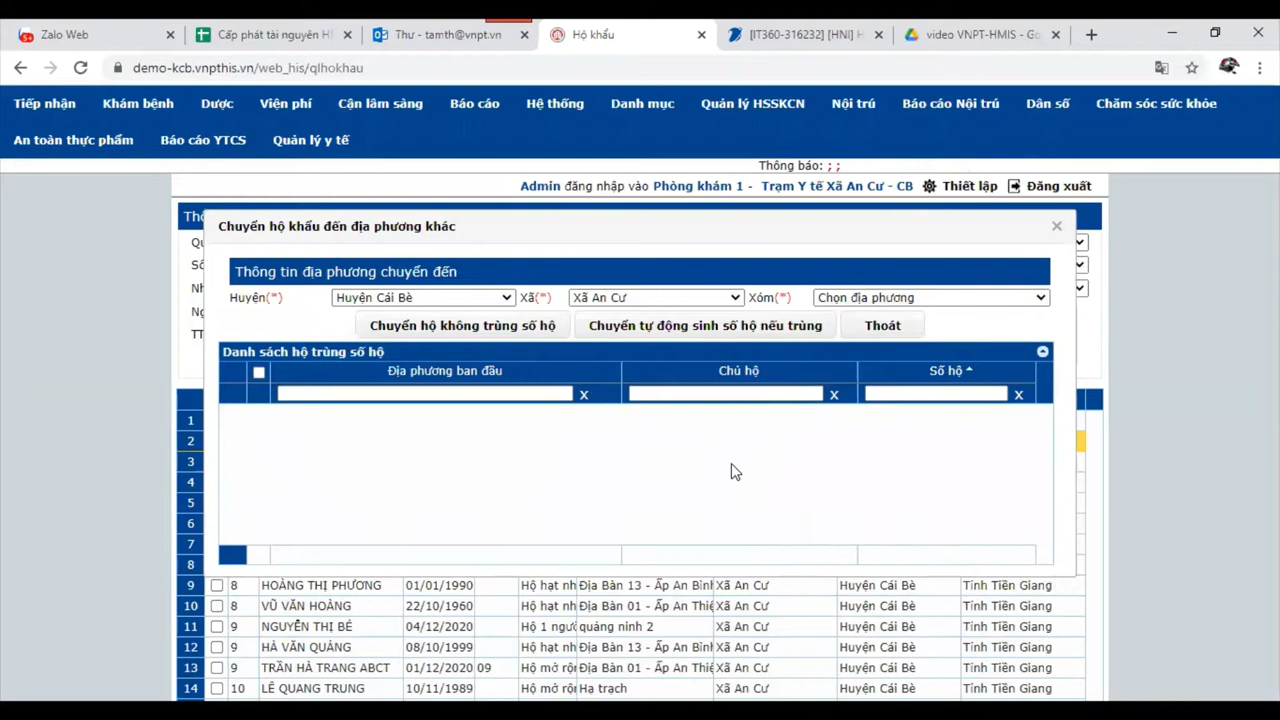 Zalo Web
Cấp phát tài nguyên H
Thư - tamth@vnpt.vn
Hộ khẩu
[IT360-316232] [HNI] H
video VNPT-HMIS - Go
demo-kcb.vnpthis.vn/web_his/qlhokhau
Tiếp nhận Khám bệnh Dược Viện phí Cận lâm sàng Báo cáo Hệ thống Danh mục Quản lý HSSKCN Nội trú Báo cáo Nội trú Dân số Chăm sóc sức khỏe
An toàn thực phẩm Báo cáo YTCS Quản lý y tế
Thông báo: ; ;
Admin đăng nhập vào Phòng khám 1 - Trạm Y tế Xã An Cư - CB Thiết lập Đăng xuất
Chuyển hộ khẩu đến địa phương khác
Thông tin địa phương chuyển đến
Huyện(*) Huyện Cái Bè Xã(*) Xã An Cư Xóm(*) Chọn địa phương
Chuyển hộ không trùng số hộ Chuyển tự động sinh số hộ nếu trùng Thoát
Danh sách hộ trùng số hộ
Địa phương ban đầu Chủ hộ Số hộ
x x x
1
2
3
4
5
6
7
8
9 8 HOÀNG THỊ PHƯƠNG 01/01/1990 Hộ hạt nh Địa Bàn 13 - Ấp An Bình Xã An Cư Huyện Cái Bè Tỉnh Tiền Giang
10 8 VŨ VĂN HOÀNG 22/10/1960 Hộ hạt nh Địa Bàn 01 - Ấp An Thiệ Xã An Cư Huyện Cái Bè Tỉnh Tiền Giang
11 9 NGUYỄN THỊ BÉ 04/12/2020 Hộ 1 ngườ quảng ninh 2 Xã An Cư Huyện Cái Bè Tỉnh Tiền Giang
12 9 HÀ VĂN QUẢNG 08/10/1999 Hộ hạt nh Địa Bàn 13 - Ấp An Bình Xã An Cư Huyện Cái Bè Tỉnh Tiền Giang
13 9 TRẦN HÀ TRANG ABCT 01/12/2020 09 Hộ mở rộn Địa Bàn 01 - Ấp An Thiệ Xã An Cư Huyện Cái Bè Tỉnh Tiền Giang
14 10 LÊ QUANG TRUNG 10/11/1989 Hộ mở rộn Hạ trạch Xã An Cư Huyện Cái Bè Tỉnh Tiền Giang